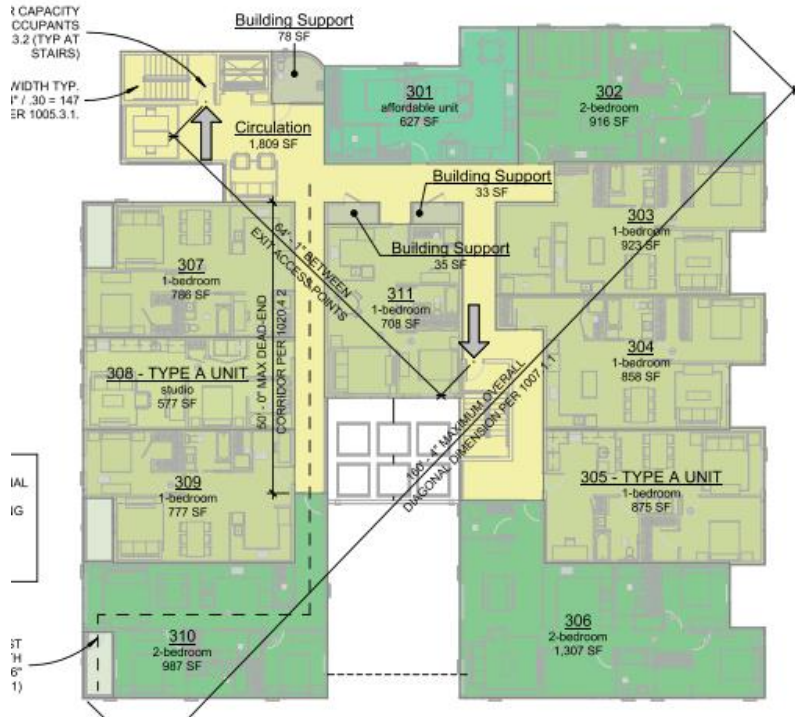 R CAPACITY
CCUPANTS
3.2 (TYP AT
STAIRS)
WIDTH TYP.
" / .30 = 147
ER 1005.3.1.
Building Support
78 SF
Circulation
1,809 SF
301
affordable unit
627 SF
302
2-bedroom
916 SF
Building Support
33 SF
Building Support
35 SF
303
1-bedroom
923 SF
64'- 1" BETWEEN
EXIT ACCESS POINTS
307
1-bedroom
786 SF
311
1-bedroom
708 SF
304
1-bedroom
858 SF
308 - TYPE A UNIT
studio
577 SF
50'- 0" MAX DEAD-END
CORRIDOR PER 1020.4.2
- 4" MAXIMUM OVERALL
DIAGONAL DIMENSION PER 1007.1.1
309
1-bedroom
777 SF
305 - TYPE A UNIT
1-bedroom
875 SF
NAL
NG
310
2-bedroom
987 SF
306
2-bedroom
1,307 SF
ST
TH
6"
1)